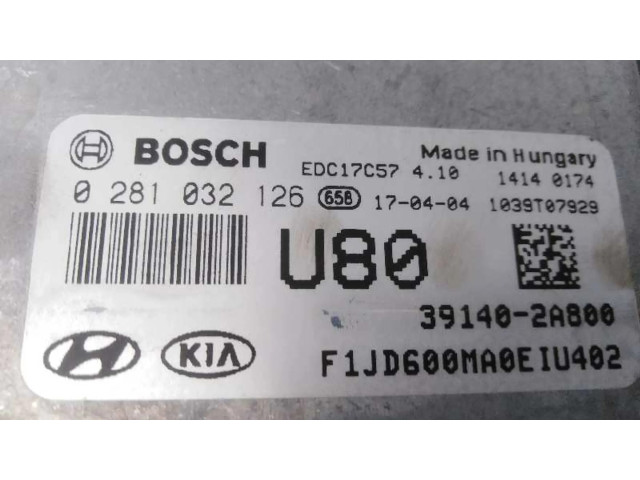 BOSCH EDC17C57 4.10 Made in Hungary
1414 0174
0 281 032 126 658 17-04-04 1039T07929
U80
39140-2A800
KIA F1JD600MA0EIU402